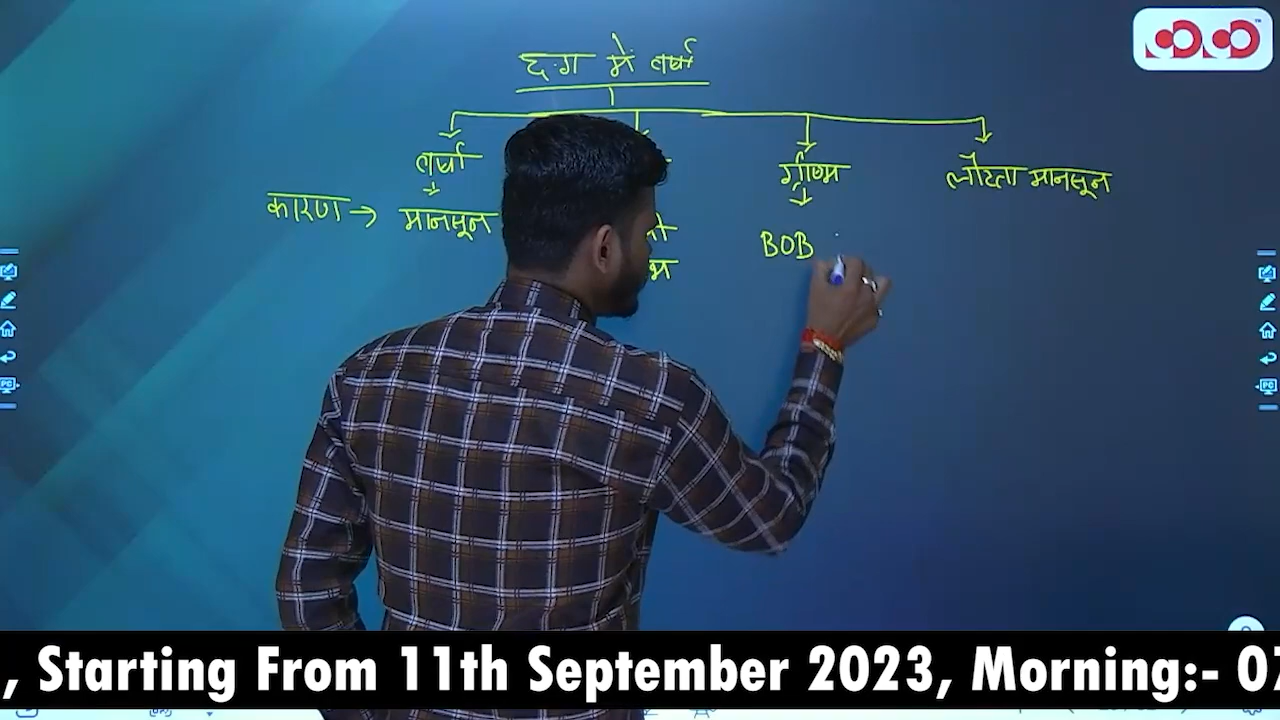 छ.ग में वर्षा
वर्षा
ग्रीष्म
लौटता मानसून
कारण → मानसून
BOB
, Starting From 11th September 2023, Morning:- 07